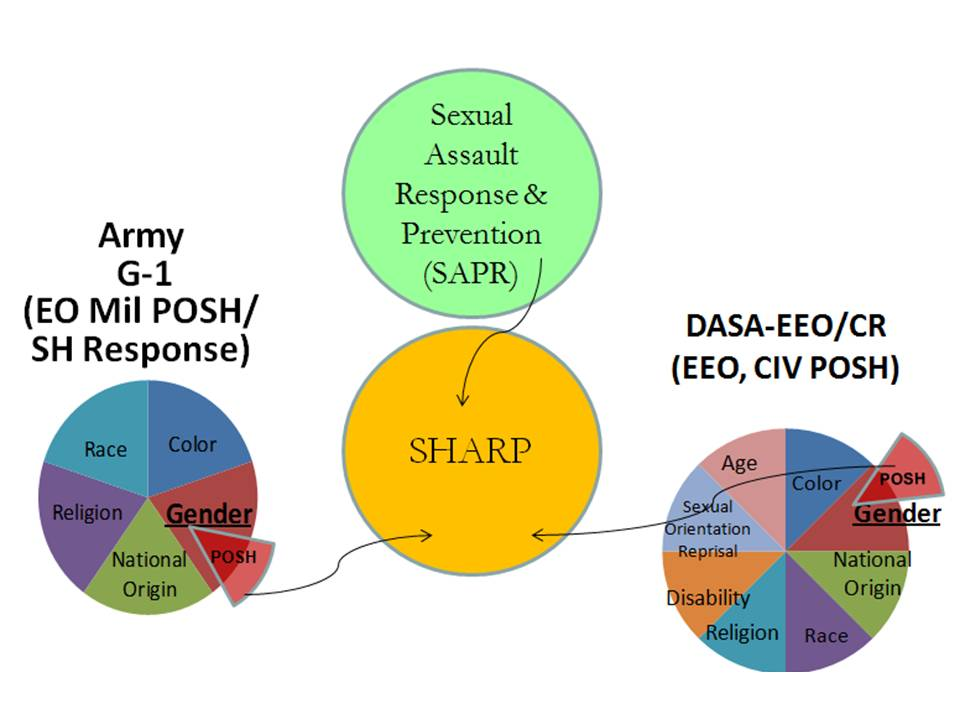 Sexual
Assault
Response &
Prevention
(SAPR)
Army
G-1
(EO Mil POSH/
SH Response)
DASA-EEO/CR
(EEO, CIV POSH)
SHARP
Race
Color
Religion
Gender
National
Origin
POSH
Age
Color
POSH
Sexual
Orientation
Reprisal
Gender
National
Origin
Disability
Religion
Race